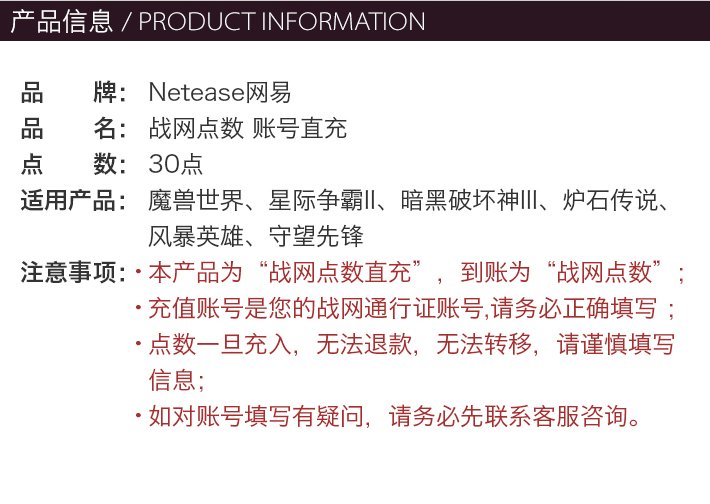 产品信息 / PRODUCT INFORMATION
品 牌： Netease网易
品 名： 战网点数 账号直充
点 数： 30点
适用产品： 魔兽世界、星际争霸II、暗黑破坏神III、炉石传说、
风暴英雄、守望先锋
注意事项： • 本产品为“战网点数直充”，到账为“战网点数”；
• 充值账号是您的战网通行证账号,请务必正确填写；
• 点数一旦充入，无法退款，无法转移，请谨慎填写
信息；
• 如对账号填写有疑问，请务必先联系客服咨询。